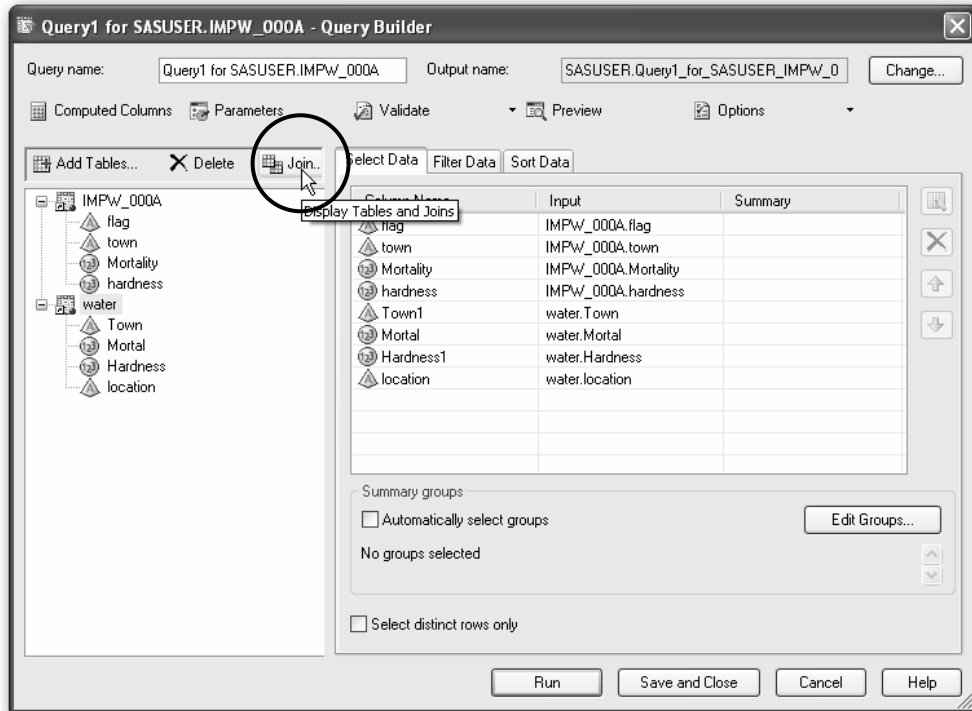 Query1 for SASUSER.IMPW_000A - Query Builder
Query name: Query1 for SASUSER.IMPW_000A Output name: SASUSER.Query1_for_SASUSER_IMPW_0 Change...
Computed Columns Parameters Validate Preview Options
Add Tables... Delete Join.. Select Data Filter Data Sort Data
IMPW_000A
flag
town
Mortality
hardness
water
Town
Mortal
Hardness
location
Column Name Input Summary
Display Tables and Joins
flag IMPW_000A.flag
town IMPW_000A.town
Mortality IMPW_000A.Mortality
hardness IMPW_000A.hardness
Town1 water.Town
Mortal water.Mortal
Hardness1 water.Hardness
location water.location
Summary groups
Automatically select groups Edit Groups...
No groups selected
Select distinct rows only
Run Save and Close Cancel Help